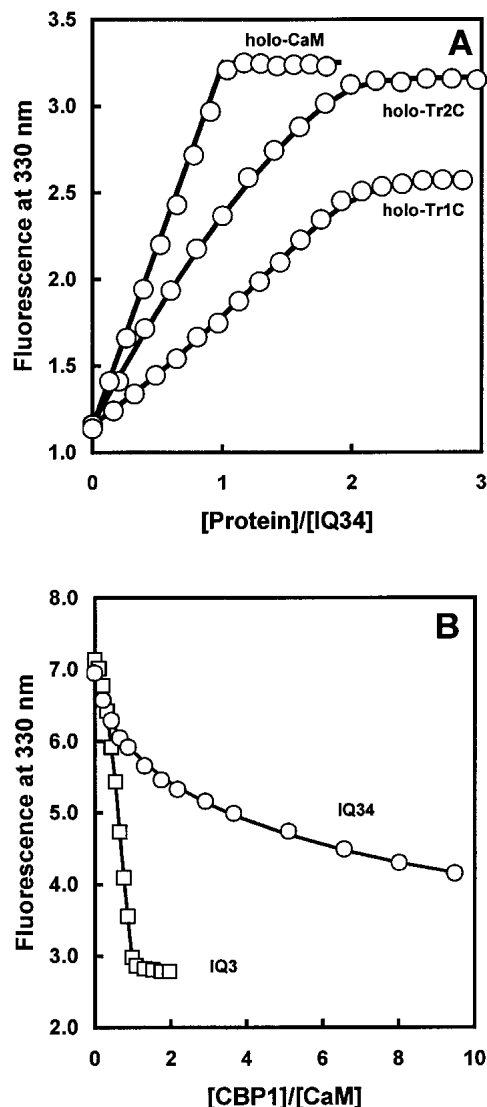 A
3.5
3.0
2.5
2.0
1.5
1.0
Fluorescence at 330 nm
holo-CaM
holo-Tr2C
holo-Tr1C
0 1 2 3
[Protein]/[IQ34]
B
8.0
7.0
6.0
5.0
4.0
3.0
2.0
Fluorescence at 330 nm
IQ34
IQ3
0 2 4 6 8 10
[CBP1]/[CaM]